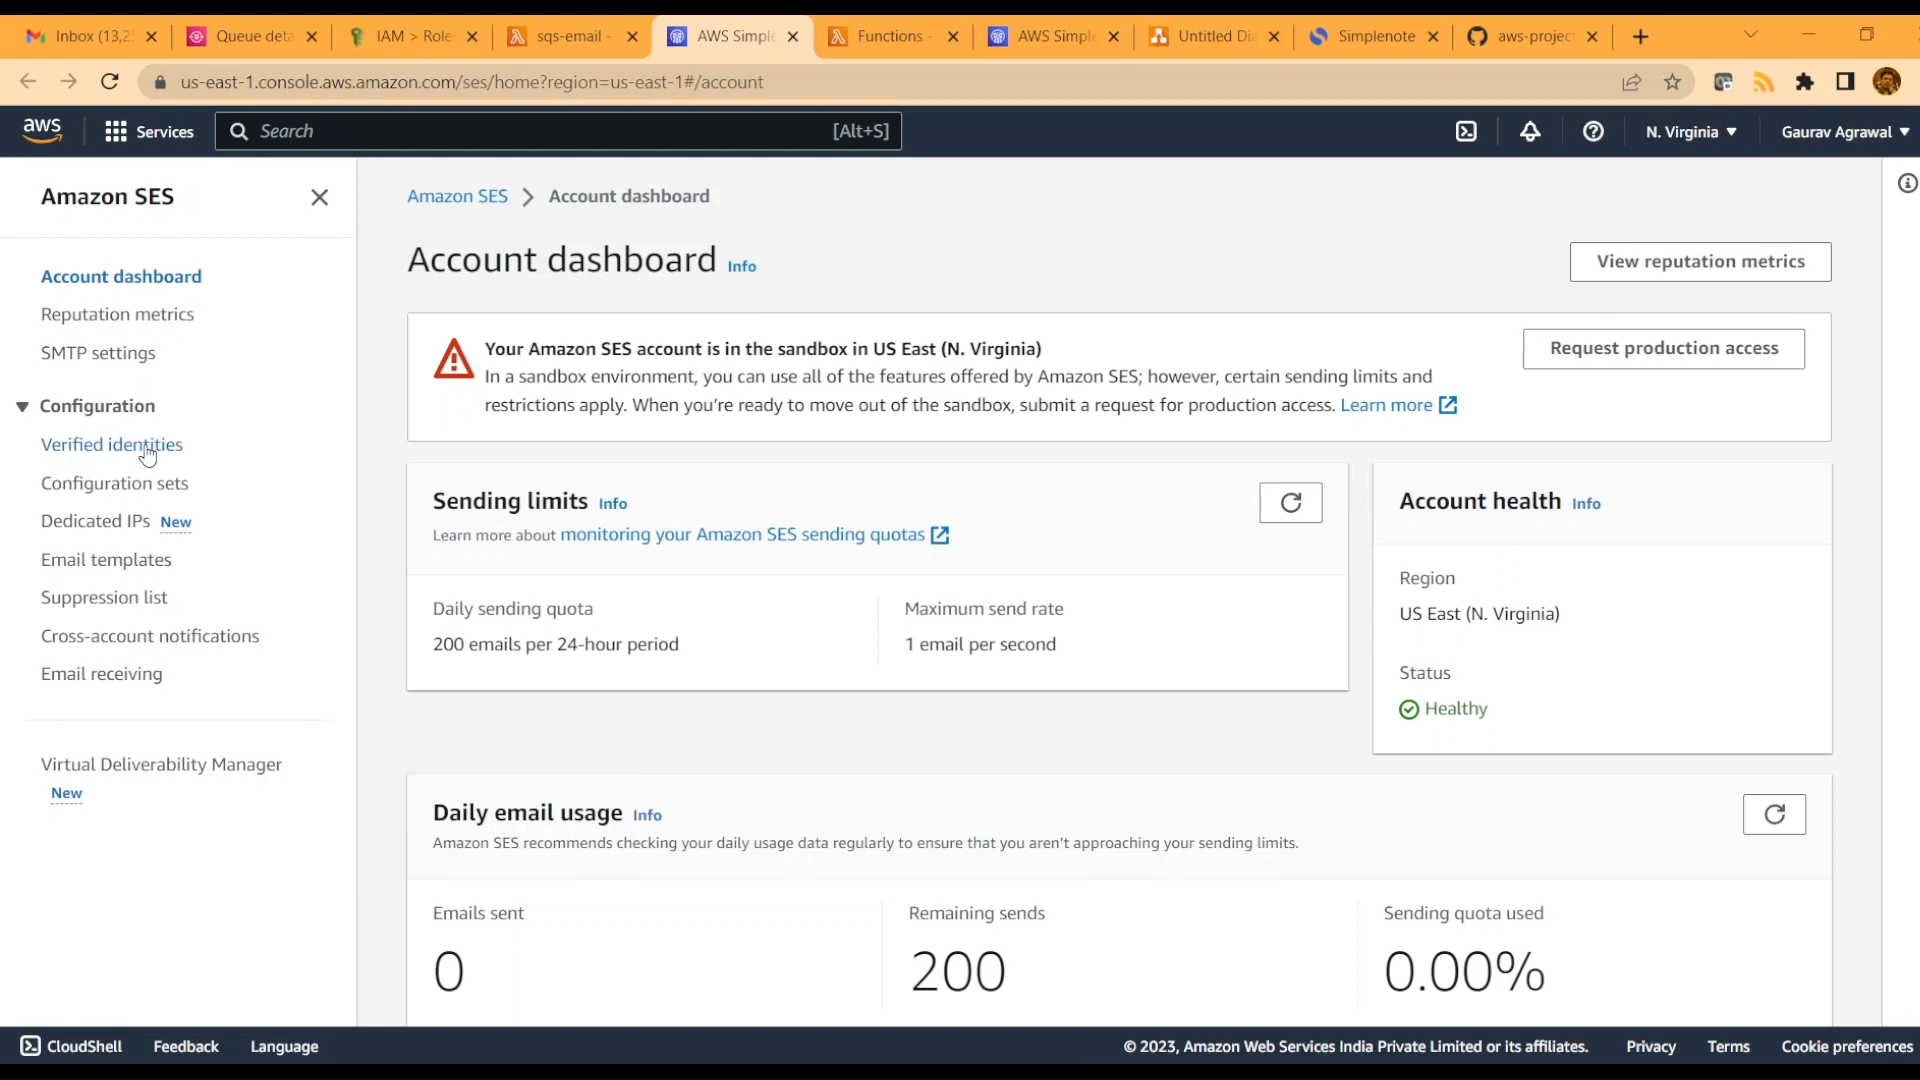 Inbox (13,2
Queue deta
IAM > Role
sqs-email -
AWS Simple
Functions -
AWS Simple
Untitled Dia
Simplenote
aws-project
us-east-1.console.aws.amazon.com/ses/home?region=us-east-1#/account
aws
Services
Search
[Alt+S]
N. Virginia
Gaurav Agrawal
Amazon SES
Account dashboard
Reputation metrics
SMTP settings
Configuration
Verified identities
Configuration sets
Dedicated IPs New
Email templates
Suppression list
Cross-account notifications
Email receiving
Virtual Deliverability Manager
New
Amazon SES > Account dashboard
Account dashboard Info
View reputation metrics
Your Amazon SES account is in the sandbox in US East (N. Virginia)
In a sandbox environment, you can use all of the features offered by Amazon SES; however, certain sending limits and
restrictions apply. When you’re ready to move out of the sandbox, submit a request for production access. Learn more
Request production access
Sending limits Info
Learn more about monitoring your Amazon SES sending quotas
Daily sending quota
200 emails per 24-hour period
Maximum send rate
1 email per second
Account health Info
Region
US East (N. Virginia)
Status
Healthy
Daily email usage Info
Amazon SES recommends checking your daily usage data regularly to ensure that you aren’t approaching your sending limits.
Emails sent
0
Remaining sends
200
Sending quota used
0.00%
CloudShell
Feedback
Language
© 2023, Amazon Web Services India Private Limited or its affiliates.
Privacy
Terms
Cookie preferences